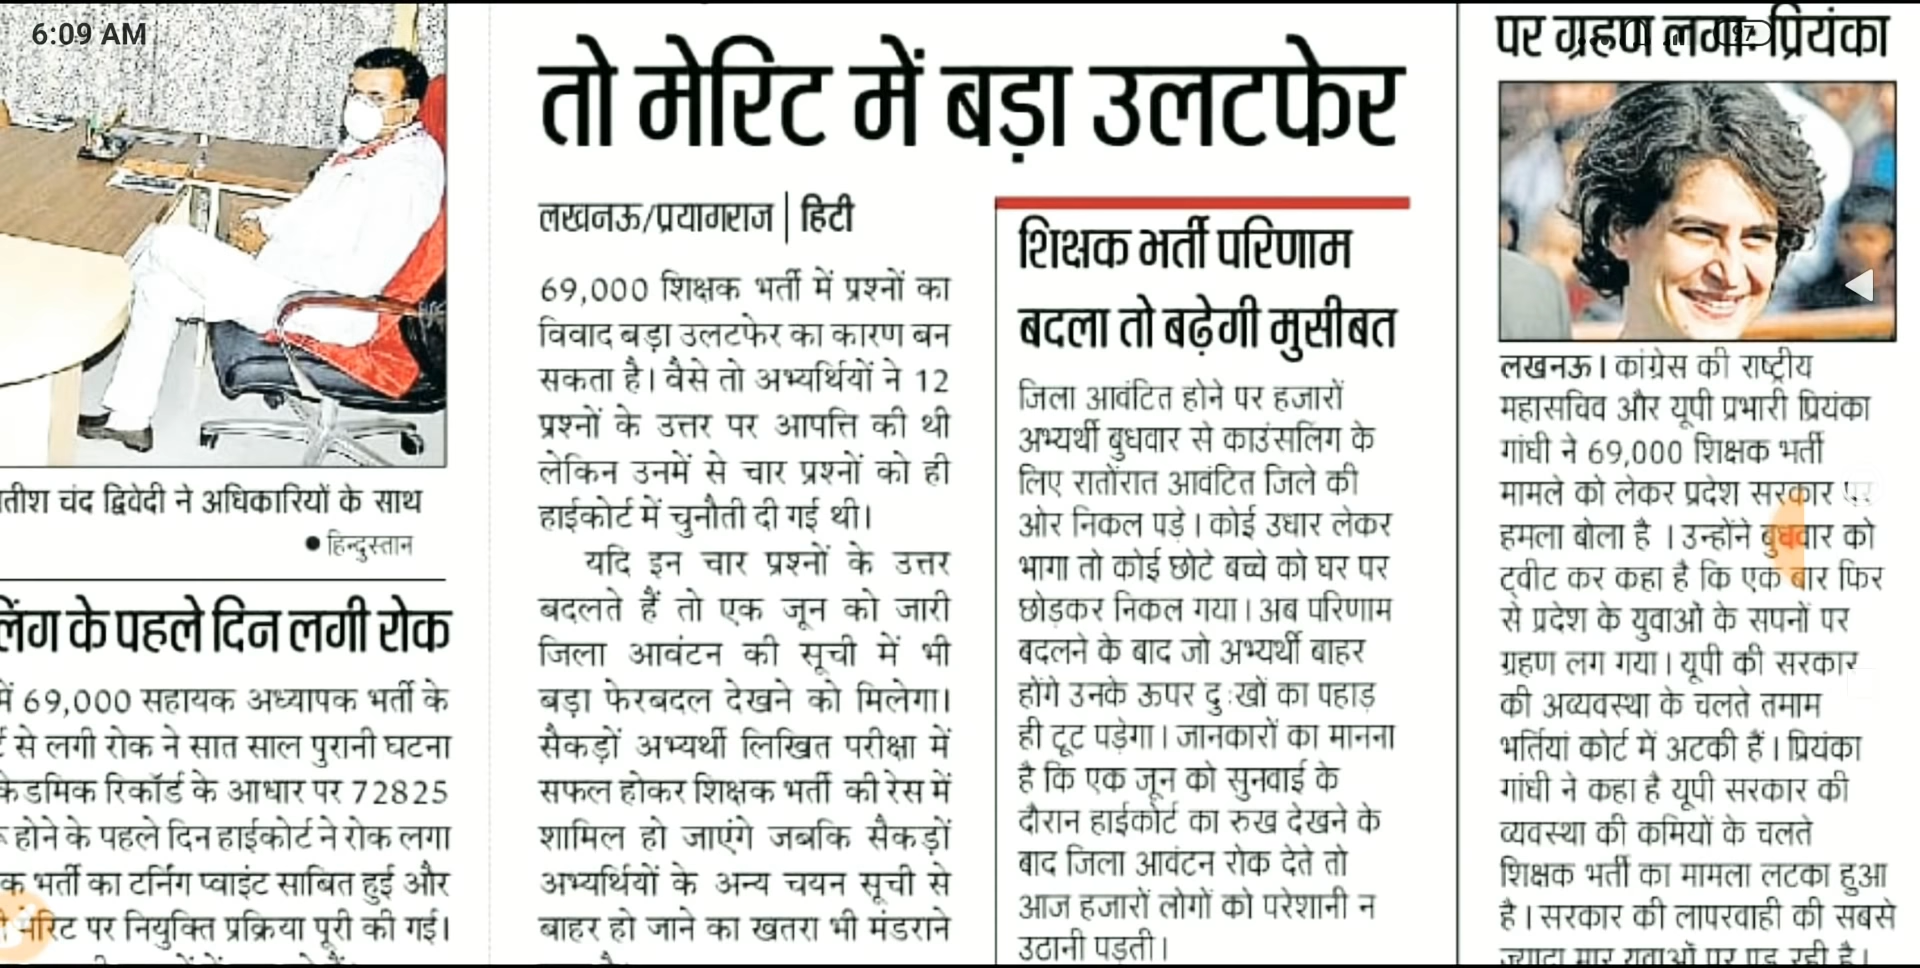 6:09 AM
तीश चंद द्विवेदी ने अधिकारियों के साथ
● हिन्दुस्तान
लिंग के पहले दिन लगी रोक
में 69,000 सहायक अध्यापक भर्ती के
से लगी रोक ने सात साल पुरानी घटना
केडमिक रिकॉर्ड के आधार पर 72825
होने के पहले दिन हाईकोर्ट ने रोक लगा
क भर्ती का टर्निंग प्वाइंट साबित हुई और
मेरिट पर नियुक्ति प्रक्रिया पूरी की गई।
तो मेरिट में बड़ा उलटफेर
लखनऊ/प्रयागराज | हिटी
69,000 शिक्षक भर्ती में प्रश्नों का
विवाद बड़ा उलटफेर का कारण बन
सकता है। वैसे तो अभ्यर्थियों ने 12
प्रश्नों के उत्तर पर आपत्ति की थी
लेकिन उनमें से चार प्रश्नों को ही
हाईकोर्ट में चुनौती दी गई थी।
यदि इन चार प्रश्नों के उत्तर
बदलते हैं तो एक जून को जारी
जिला आवंटन की सूची में भी
बड़ा फेरबदल देखने को मिलेगा।
सैकड़ों अभ्यर्थी लिखित परीक्षा में
सफल होकर शिक्षक भर्ती की रेस में
शामिल हो जाएंगे जबकि सैकड़ों
अभ्यर्थियों के अन्य चयन सूची से
बाहर हो जाने का खतरा भी मंडराने
शिक्षक भर्ती परिणाम
बदला तो बढ़ेगी मुसीबत
जिला आवंटित होने पर हजारों
अभ्यर्थी बुधवार से काउंसलिंग के
लिए रातोंरात आवंटित जिले की
ओर निकल पड़े। कोई उधार लेकर
भागा तो कोई छोटे बच्चे को घर पर
छोड़कर निकल गया। अब परिणाम
बदलने के बाद जो अभ्यर्थी बाहर
होंगे उनके ऊपर दु:खों का पहाड़
ही टूट पड़ेगा। जानकारों का मानना
है कि एक जून को सुनवाई के
दौरान हाईकोर्ट का रुख देखने के
बाद जिला आवंटन रोक देते तो
आज हजारों लोगों को परेशानी न
उठानी पड़ती।
पर ग्रहण लगा प्रियंका
लखनऊ। कांग्रेस की राष्ट्रीय
महासचिव और यूपी प्रभारी प्रियंका
गांधी ने 69,000 शिक्षक भर्ती
मामले को लेकर प्रदेश सरकार पर
हमला बोला है । उन्होंने बुधवार को
ट्वीट कर कहा है कि एक बार फिर
से प्रदेश के युवाओं के सपनों पर
ग्रहण लग गया। यूपी की सरकार
की अव्यवस्था के चलते तमाम
भर्तियां कोर्ट में अटकी हैं। प्रियंका
गांधी ने कहा है यूपी सरकार की
व्यवस्था की कमियों के चलते
शिक्षक भर्ती का मामला लटका हुआ
है। सरकार की लापरवाही की सबसे
ज्यादा मार युवाओं पर पड़ रही है।